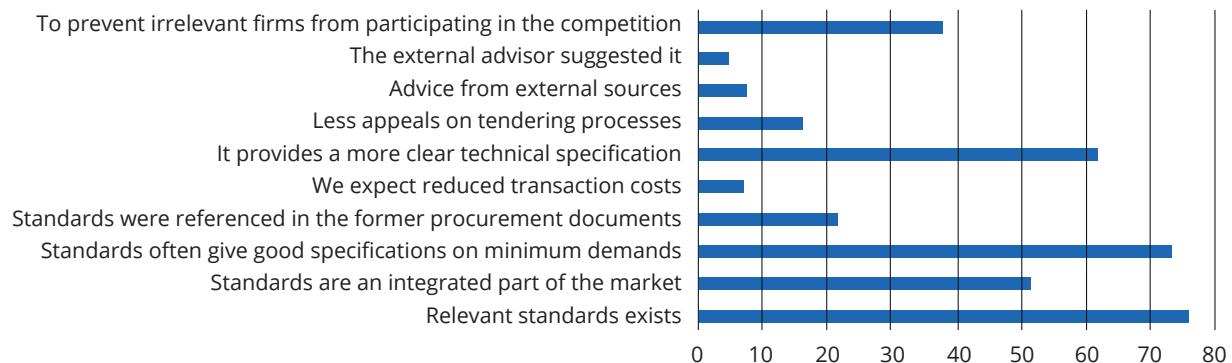 To prevent irrelevant firms from participating in the competition
The external advisor suggested it
Advice from external sources
Less appeals on tendering processes
It provides a more clear technical specification
We expect reduced transaction costs
Standards were referenced in the former procurement documents
Standards often give good specifications on minimum demands
Standards are an integrated part of the market
Relevant standards exists
0 10 20 30 40 50 60 70 80